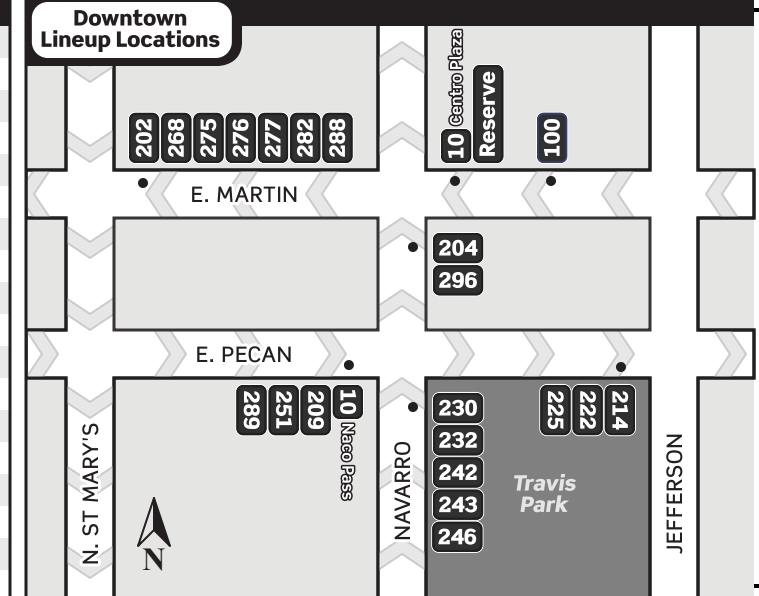 Downtown
Lineup Locations
202
268
275
276
277
282
288
10 Centro Plaza
Reserve
100
E. MARTIN
204
296
E. PECAN
289
251
209
10 Naco Pass
230
232
242
243
246
225
222
214
Travis
Park
N. ST MARY'S
NAVARRO
JEFFERSON
N